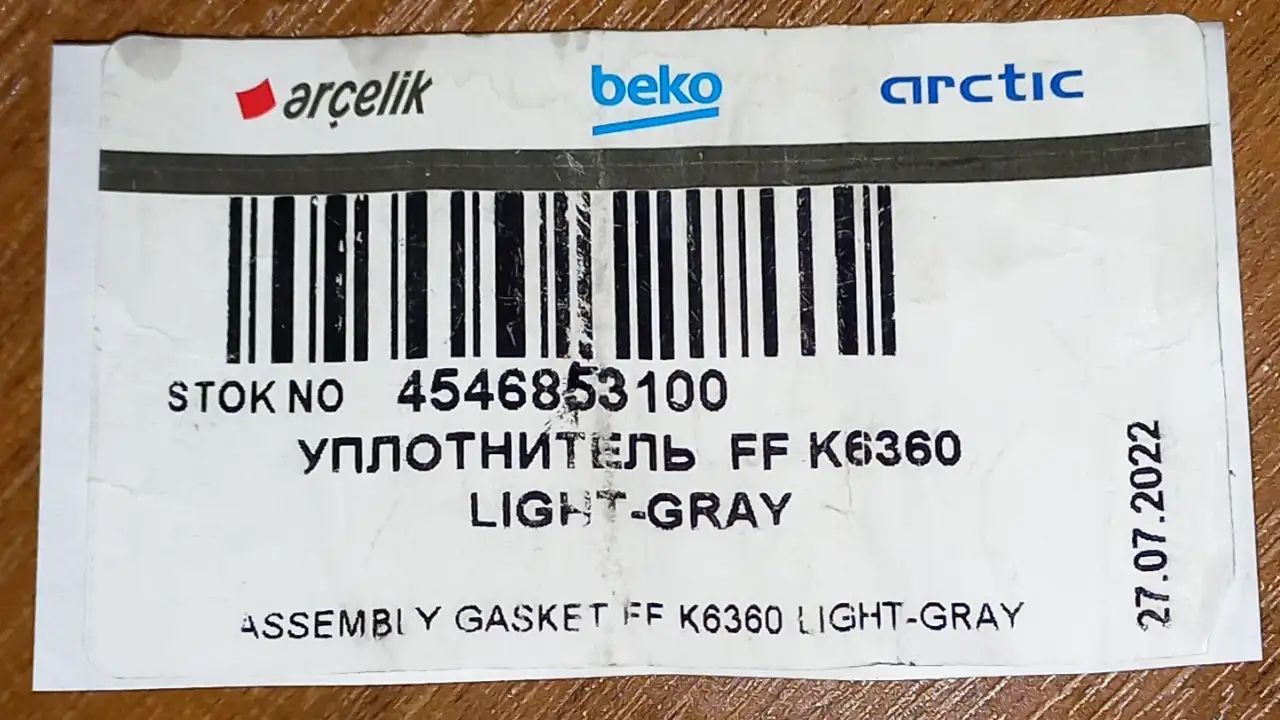 arçelik beko arctic
STOK NO 4546853100
УПЛОТНИТЕЛЬ FF K6360
LIGHT-GRAY
ASSEMBLY GASKET FF K6360 LIGHT-GRAY
27.07.2022